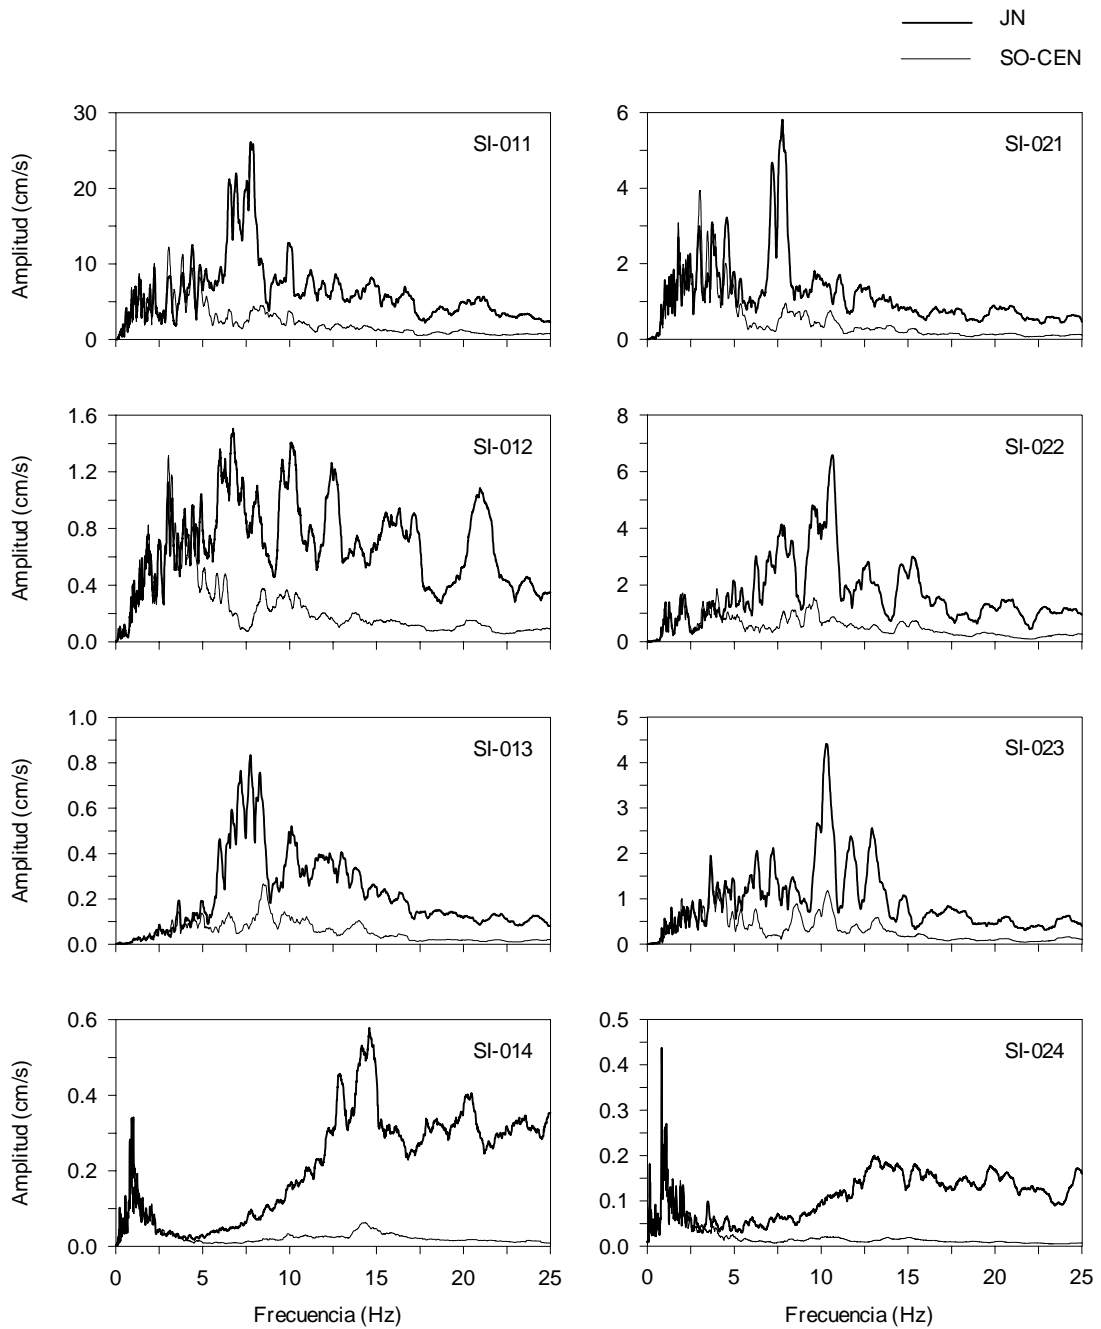 JN
SO-CEN
30
20
10
0
Amplitud (cm/s)
SI-011
6
4
2
0
SI-021
1.6
1.2
0.8
0.4
0.0
Amplitud (cm/s)
SI-012
8
6
4
2
0
SI-022
1.0
0.8
0.6
0.4
0.2
0.0
Amplitud (cm/s)
SI-013
5
4
3
2
1
0
SI-023
0.6
0.4
0.2
0.0
Amplitud (cm/s)
SI-014
0 5 10 15 20 25
Frecuencia (Hz)
0.5
0.4
0.3
0.2
0.1
0.0
SI-024
0 5 10 15 20 25
Frecuencia (Hz)